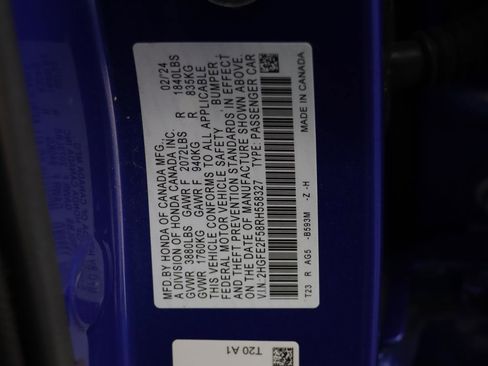 MFD.BY HONDA OF CANADA MFG. 02/24
A DIVISION OF HONDA CANADA INC.
GVWR 3880LBS GAWR F 2072LBS R 1840LBS
GVWR 1760KG GAWR F 940KG R 835KG
THIS VEHICLE CONFORMS TO ALL APPLICABLE
FEDERAL MOTOR VEHICLE SAFETY, BUMPER
AND THEFT PREVENTION STANDARDS IN EFFECT
ON THE DATE OF MANUFACTURE SHOWN ABOVE.
V.I.N. 2HGFE2F58RH558327 TYPE: PASSENGER CAR
T23 R AG5 -B593M -Z -H MADE IN CANADA
T20 A1